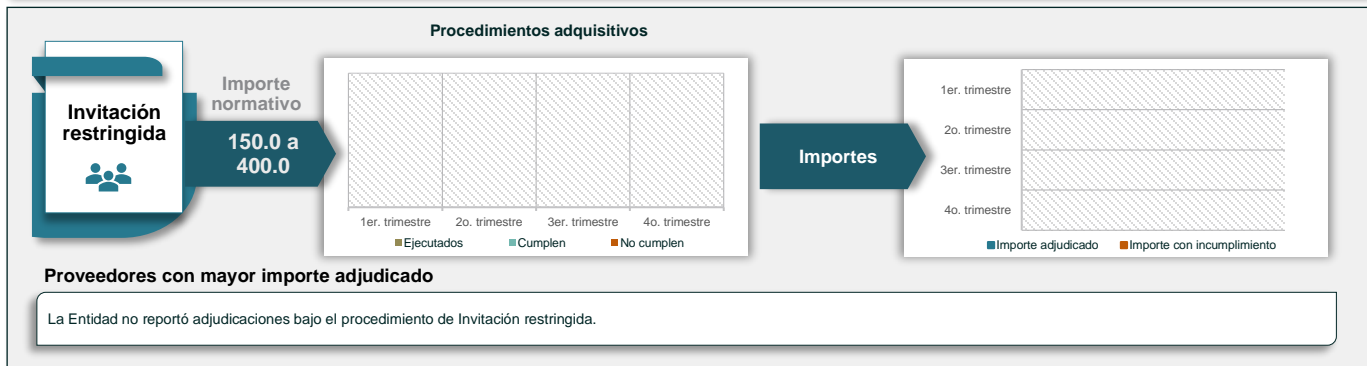 Procedimientos adquisitivos
Invitación
restringida
Importe
normativo
150.0 a
400.0
1er. trimestre 2o. trimestre 3er. trimestre 4o. trimestre
Ejecutados Cumplen No cumplen
Importes
1er. trimestre
2o. trimestre
3er. trimestre
4o. trimestre
Importe adjudicado Importe con incumplimiento
Proveedores con mayor importe adjudicado
La Entidad no reportó adjudicaciones bajo el procedimiento de Invitación restringida.